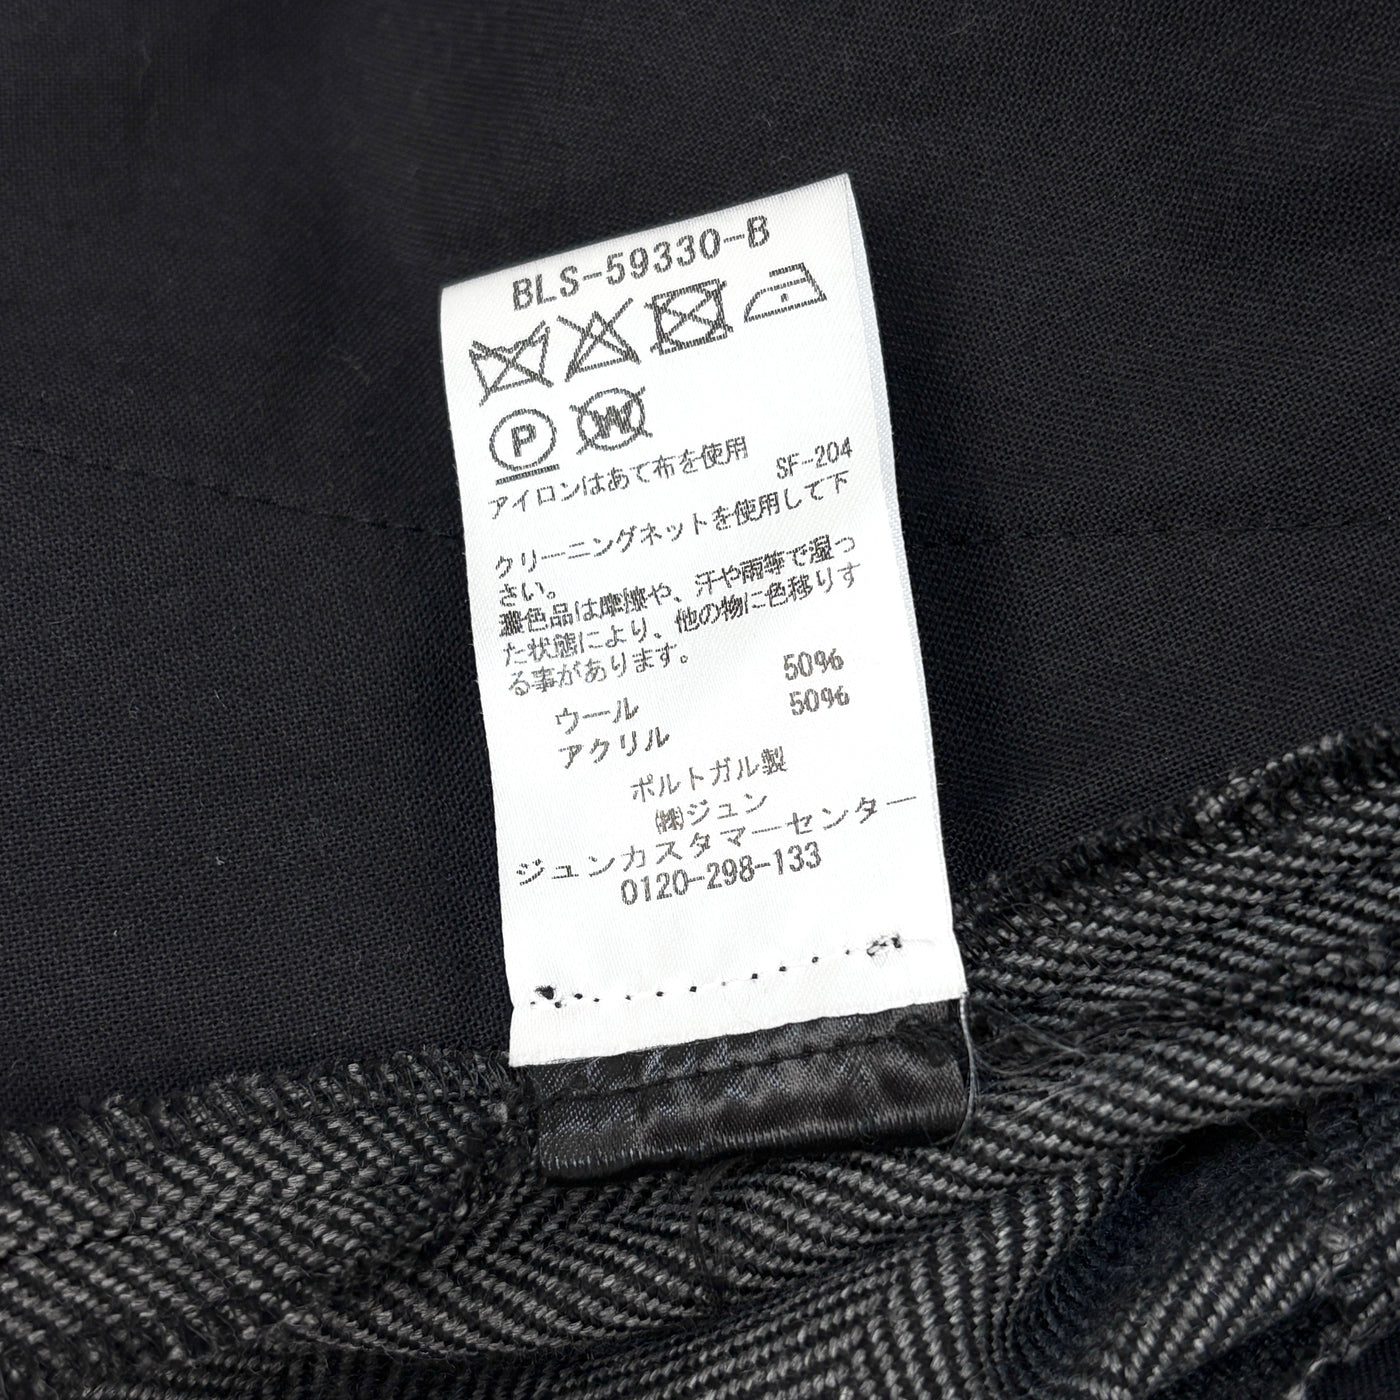 BLS-59330-B
P W
アイロンはあて布を使用
SF-204
クリーニングネットを使用して下
さい。
濃色品は摩擦や、汗や雨等で湿っ
た状態により、他の物に色移りす
る事があります。
ウール 50%
アクリル 50%
ポルトガル製
㈱ジュン
ジュンカスタマーセンター
0120-298-133